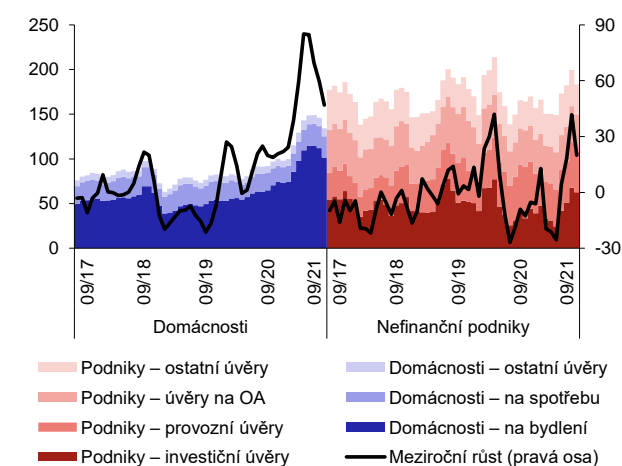 250
200
150
100
50
0
90
60
30
0
-30
09/17
09/18
09/19
09/20
09/21
09/17
09/18
09/19
09/20
09/21
Domácnosti
Nefinanční podniky
Podniky – ostatní úvěry
Domácnosti – ostatní úvěry
Podniky – úvěry na OA
Domácnosti – na spotřebu
Podniky – provozní úvěry
Domácnosti – na bydlení
Podniky – investiční úvěry
Meziroční růst (pravá osa)